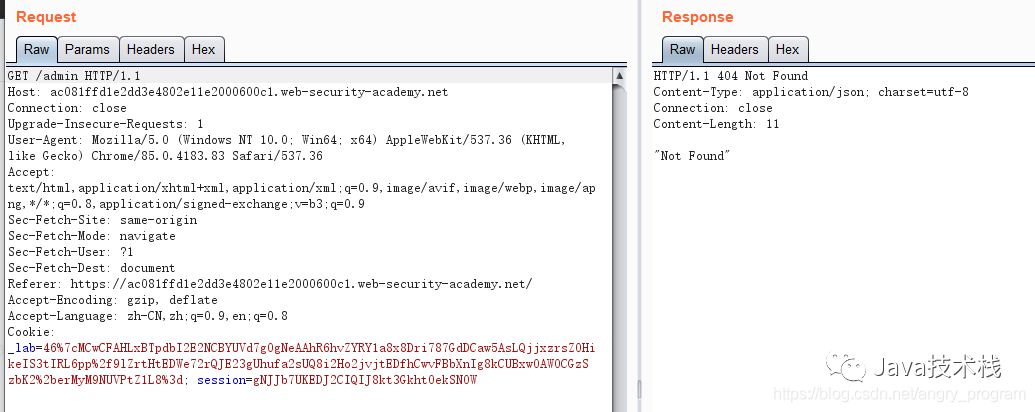 Request
Raw Params Headers Hex
GET /admin HTTP/1.1
Host: ac081ffd1e2dd3e4802e11e2000600c1.web-security-academy.net
Connection: close
Upgrade-Insecure-Requests: 1
User-Agent: Mozilla/5.0 (Windows NT 10.0; Win64; x64) AppleWebKit/537.36 (KHTML,
like Gecko) Chrome/85.0.4183.83 Safari/537.36
Accept:
text/html,application/xhtml+xml,application/xml;q=0.9,image/avif,image/webp,image/ap
ng,*/*;q=0.8,application/signed-exchange;v=b3;q=0.9
Sec-Fetch-Site: same-origin
Sec-Fetch-Mode: navigate
Sec-Fetch-User: ?1
Sec-Fetch-Dest: document
Referer: https://ac081ffd1e2dd3e4802e11e2000600c1.web-security-academy.net/
Accept-Encoding: gzip, deflate
Accept-Language: zh-CN,zh;q=0.9,en;q=0.8
Cookie:
_lab=46%7cMCwCFAHLxBTpdbI2E2NCBYUVd7g0gNeAAhR6hvZYRY1a8x8Dri787GdDCaw5AsLQjjxzrsZ0Hi
keIS3tIRL6pp%2f9lZrtHtEDWe72rQJE23gUhufa2sUQ8i2Ho2jvjtEDfhCwvFBbXnIg8kCUBxw0AW0CGzS
zbK2%2berMyM9NUVPtZ1L8%3d; session=gNJJb7UKEDJ2CIQIJ8kt3Gkht0ekSN0W
Response
Raw Headers Hex
HTTP/1.1 404 Not Found
Content-Type: application/json; charset=utf-8
Connection: close
Content-Length: 11
"Not Found"
Java技术栈
https://blog.csdn.net/angry_program